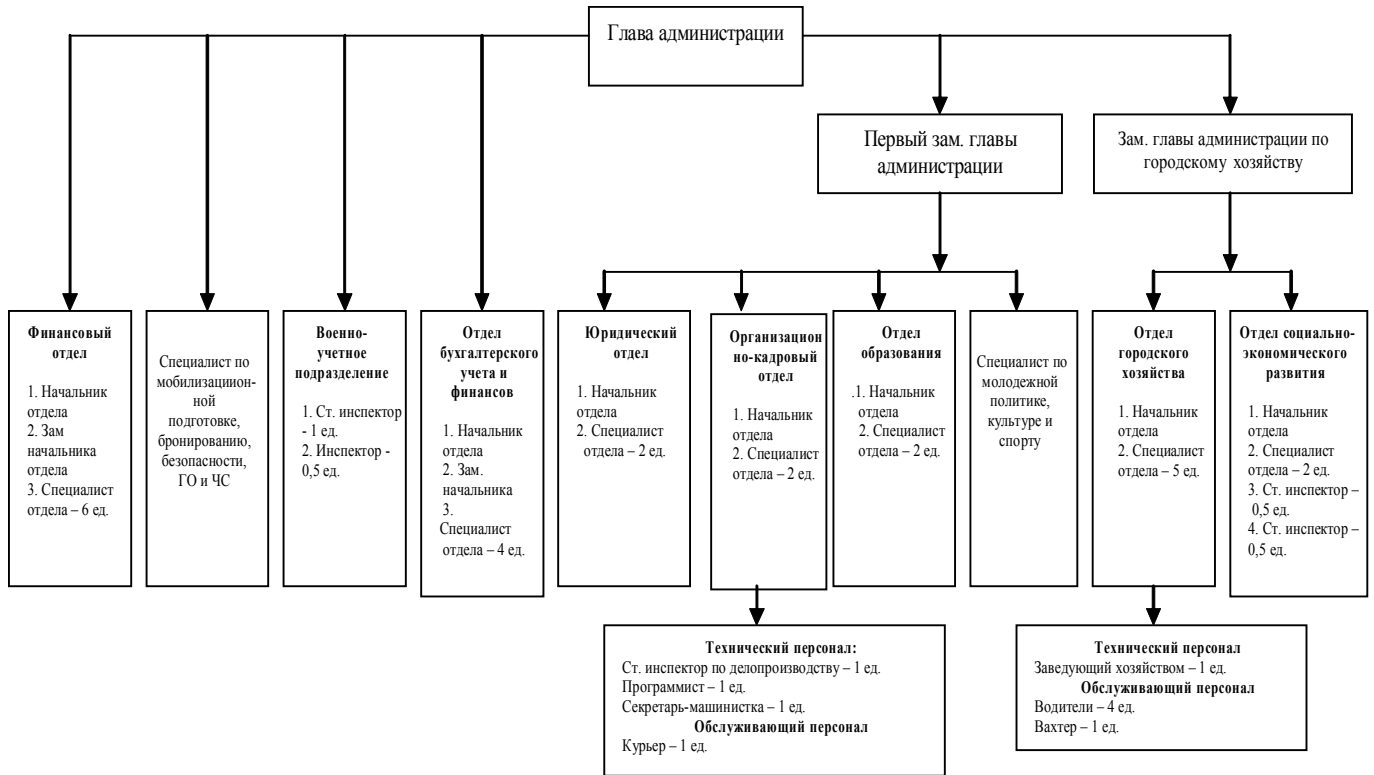 Глава администрации
Первый зам. главы
администрации
Зам. главы администрации по
городскому хозяйству
Финансовый
отдел
1. Начальник
отдела
2. Зам
начальника
отдела
3. Специалист
отдела – 6 ед.
Специалист по
мобилизациион-
ной
подготовке,
бронированию,
безопасности,
ГО и ЧС
Военно-
учетное
подразделение
1. Ст. инспектор
- 1 ед.
2. Инспектор -
0,5 ед.
Отдел
бухгалтерского
учета и
финансов
1. Начальник
отдела
2. Зам.
начальника
3.
Специалист
отдела – 4 ед.
Юридический
отдел
1. Начальник
отдела
2. Специалист
отдела – 2 ед.
Организацион
но-кадровый
отдел
1. Начальник
отдела
2. Специалист
отдела – 2 ед.
Отдел
образования
.1. Начальник
отдела
2. Специалист
отдела – 2 ед.
Специалист по
молодежной
политике,
культуре и
спорту
Отдел
городского
хозяйства
1. Начальник
отдела
2. Специалист
отдела – 5 ед.
Отдел социально-
экономического
развития
1. Начальник
отдела
2. Специалист
отдела – 2 ед.
3. Ст. инспектор –
0,5 ед.
4. Ст. инспектор –
0,5 ед.
Технический персонал:
Ст. инспектор по делопроизводству – 1 ед.
Программист – 1 ед.
Секретарь-машинистка – 1 ед.
Обслуживающий персонал
Курьер – 1 ед.
Технический персонал
Заведующий хозяйством – 1 ед.
Обслуживающий персонал
Водители – 4 ед.
Вахтер – 1 ед.